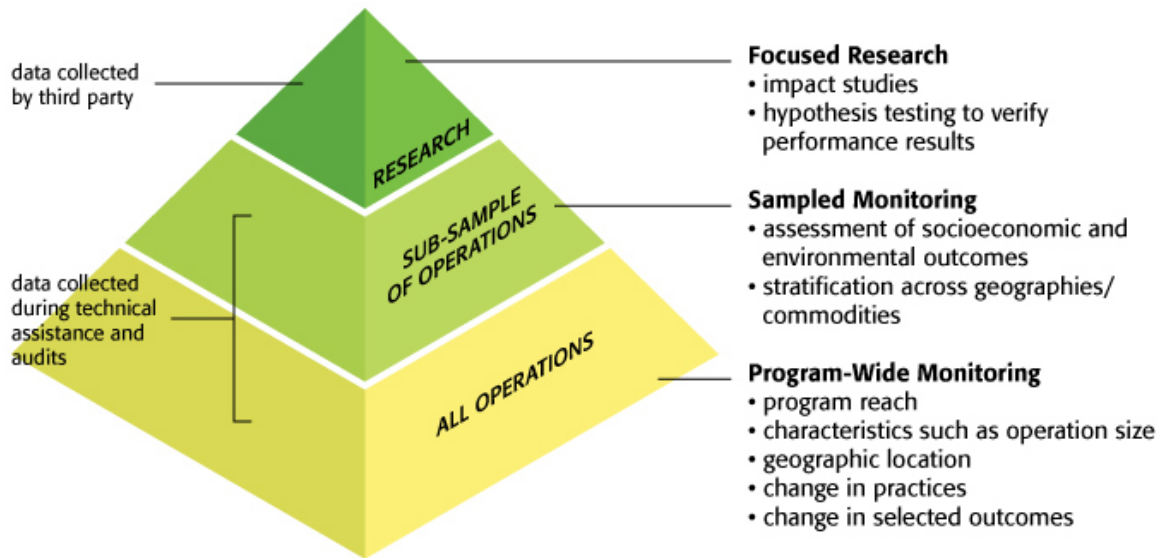 data collected
by third party
RESEARCH
Focused Research
• impact studies
• hypothesis testing to verify
performance results
SUB-SAMPLE
OF OPERATIONS
Sampled Monitoring
• assessment of socioeconomic and
environmental outcomes
• stratification across geographies/
commodities
data collected
during technical
assistance and
audits
ALL OPERATIONS
Program-Wide Monitoring
• program reach
• characteristics such as operation size
• geographic location
• change in practices
• change in selected outcomes